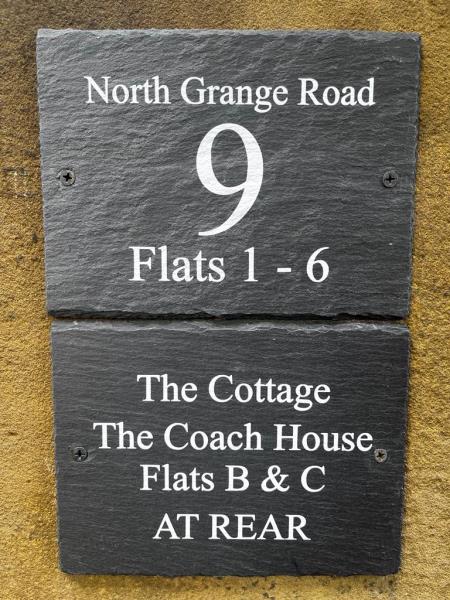 North Grange Road
9
Flats 1 - 6
The Cottage
The Coach House
Flats B & C
AT REAR